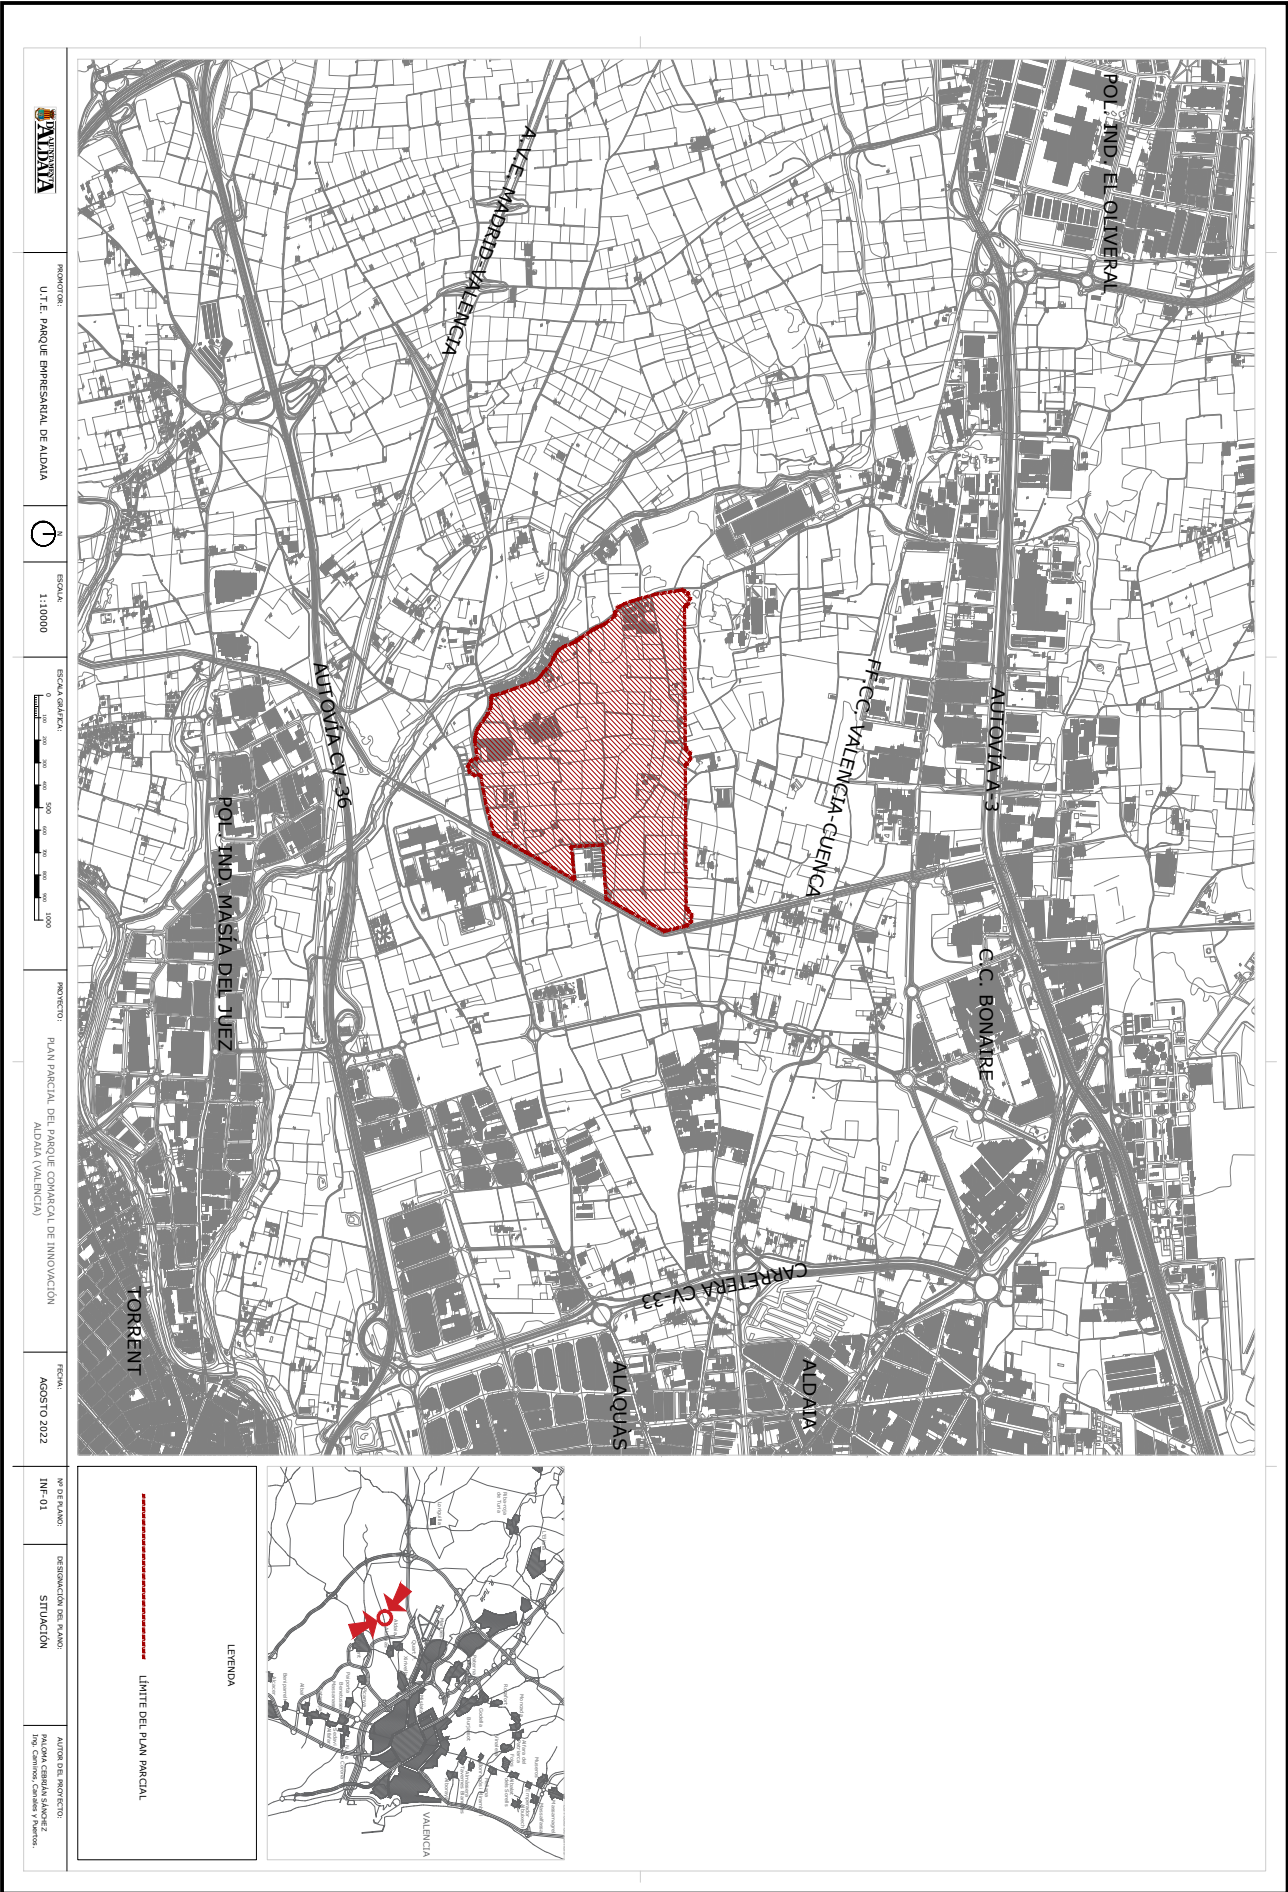 POL. IND. EL OLIVERAL
A.V.E. MADRID-VALENCIA
FF.CC. VALENCIA-CUENCA
AUTOVÍA A-3
AUTOVÍA CV-36
POL. IND. MASÍA DEL JUEZ
C.C. BONAIRE
CARRETERA CV-33
ALDAIA
ALAQUÀS
TORRENT
VALENCIA
LEYENDA
LÍMITE DEL PLAN PARCIAL
AJUNTAMENT
D'ALDAIA
PROMOTOR:
U.T.E. PARQUE EMPRESARIAL DE ALDAIA
N
ESCALA:
1:10000
ESCALA GRÁFICA:
0 100 200 300 400 500 600 700 800 900 1000
PROYECTO:
PLAN PARCIAL DEL PARQUE COMARCAL DE INNOVACIÓN
ALDAIA (VALENCIA)
FECHA:
AGOSTO 2022
Nº DE PLANO:
INF-01
DESIGNACIÓN DEL PLANO:
SITUACIÓN
AUTOR DEL PROYECTO:
PALOMA CEBRIÁN SÁNCHEZ
Ing. Caminos, Canales y Puertos.